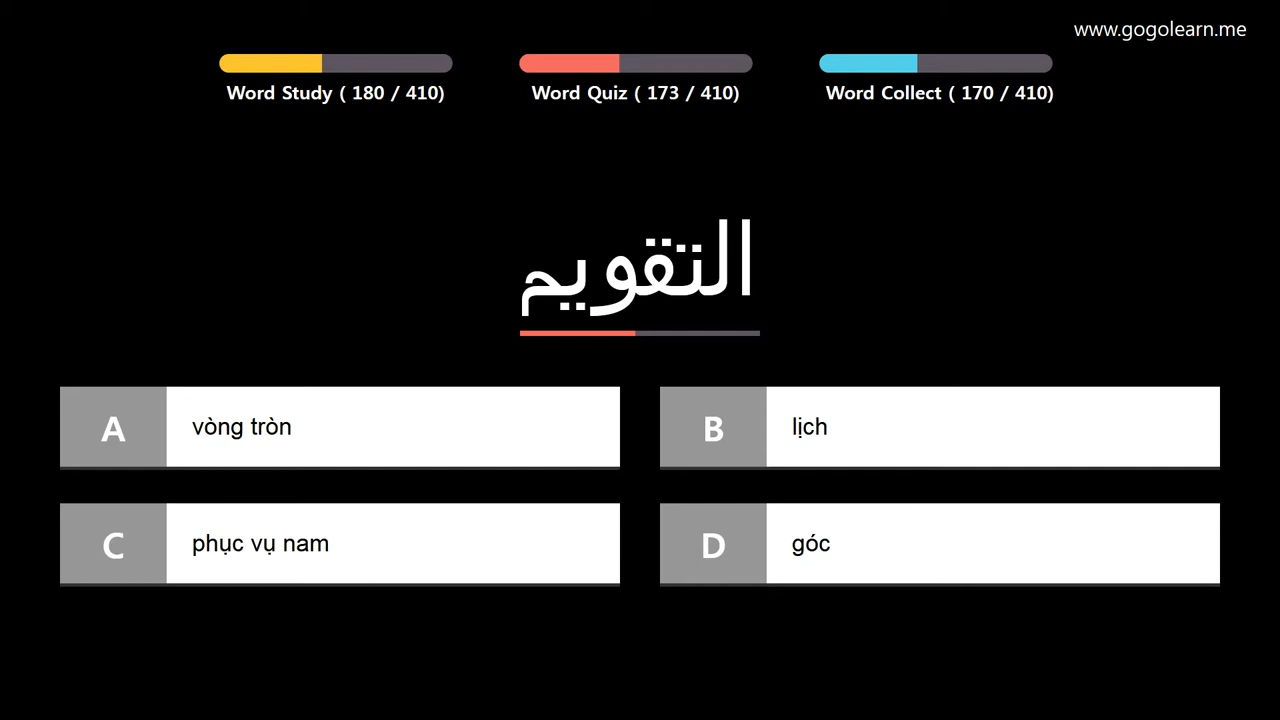 www.gogolearn.me
Word Study ( 180 / 410)
Word Quiz ( 173 / 410)
Word Collect ( 170 / 410)
التقويم
A vòng tròn
B lịch
C phục vụ nam
D góc